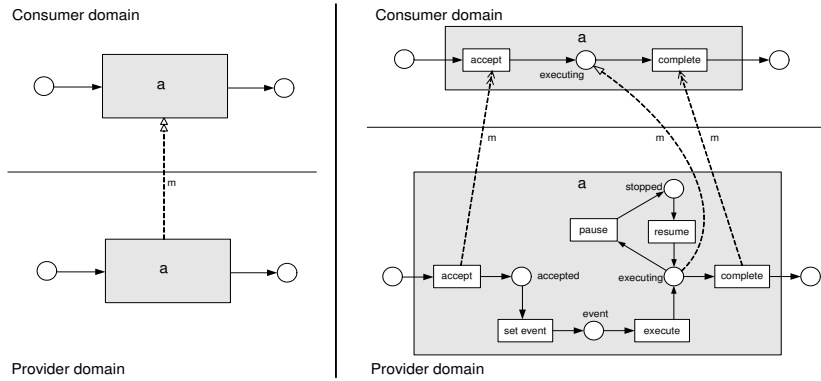 Consumer domain
a
m
a
Provider domain
Consumer domain
a
accept
executing
complete
m
m
m
a
stopped
pause
resume
accept
accepted
executing
complete
event
set event
execute
Provider domain